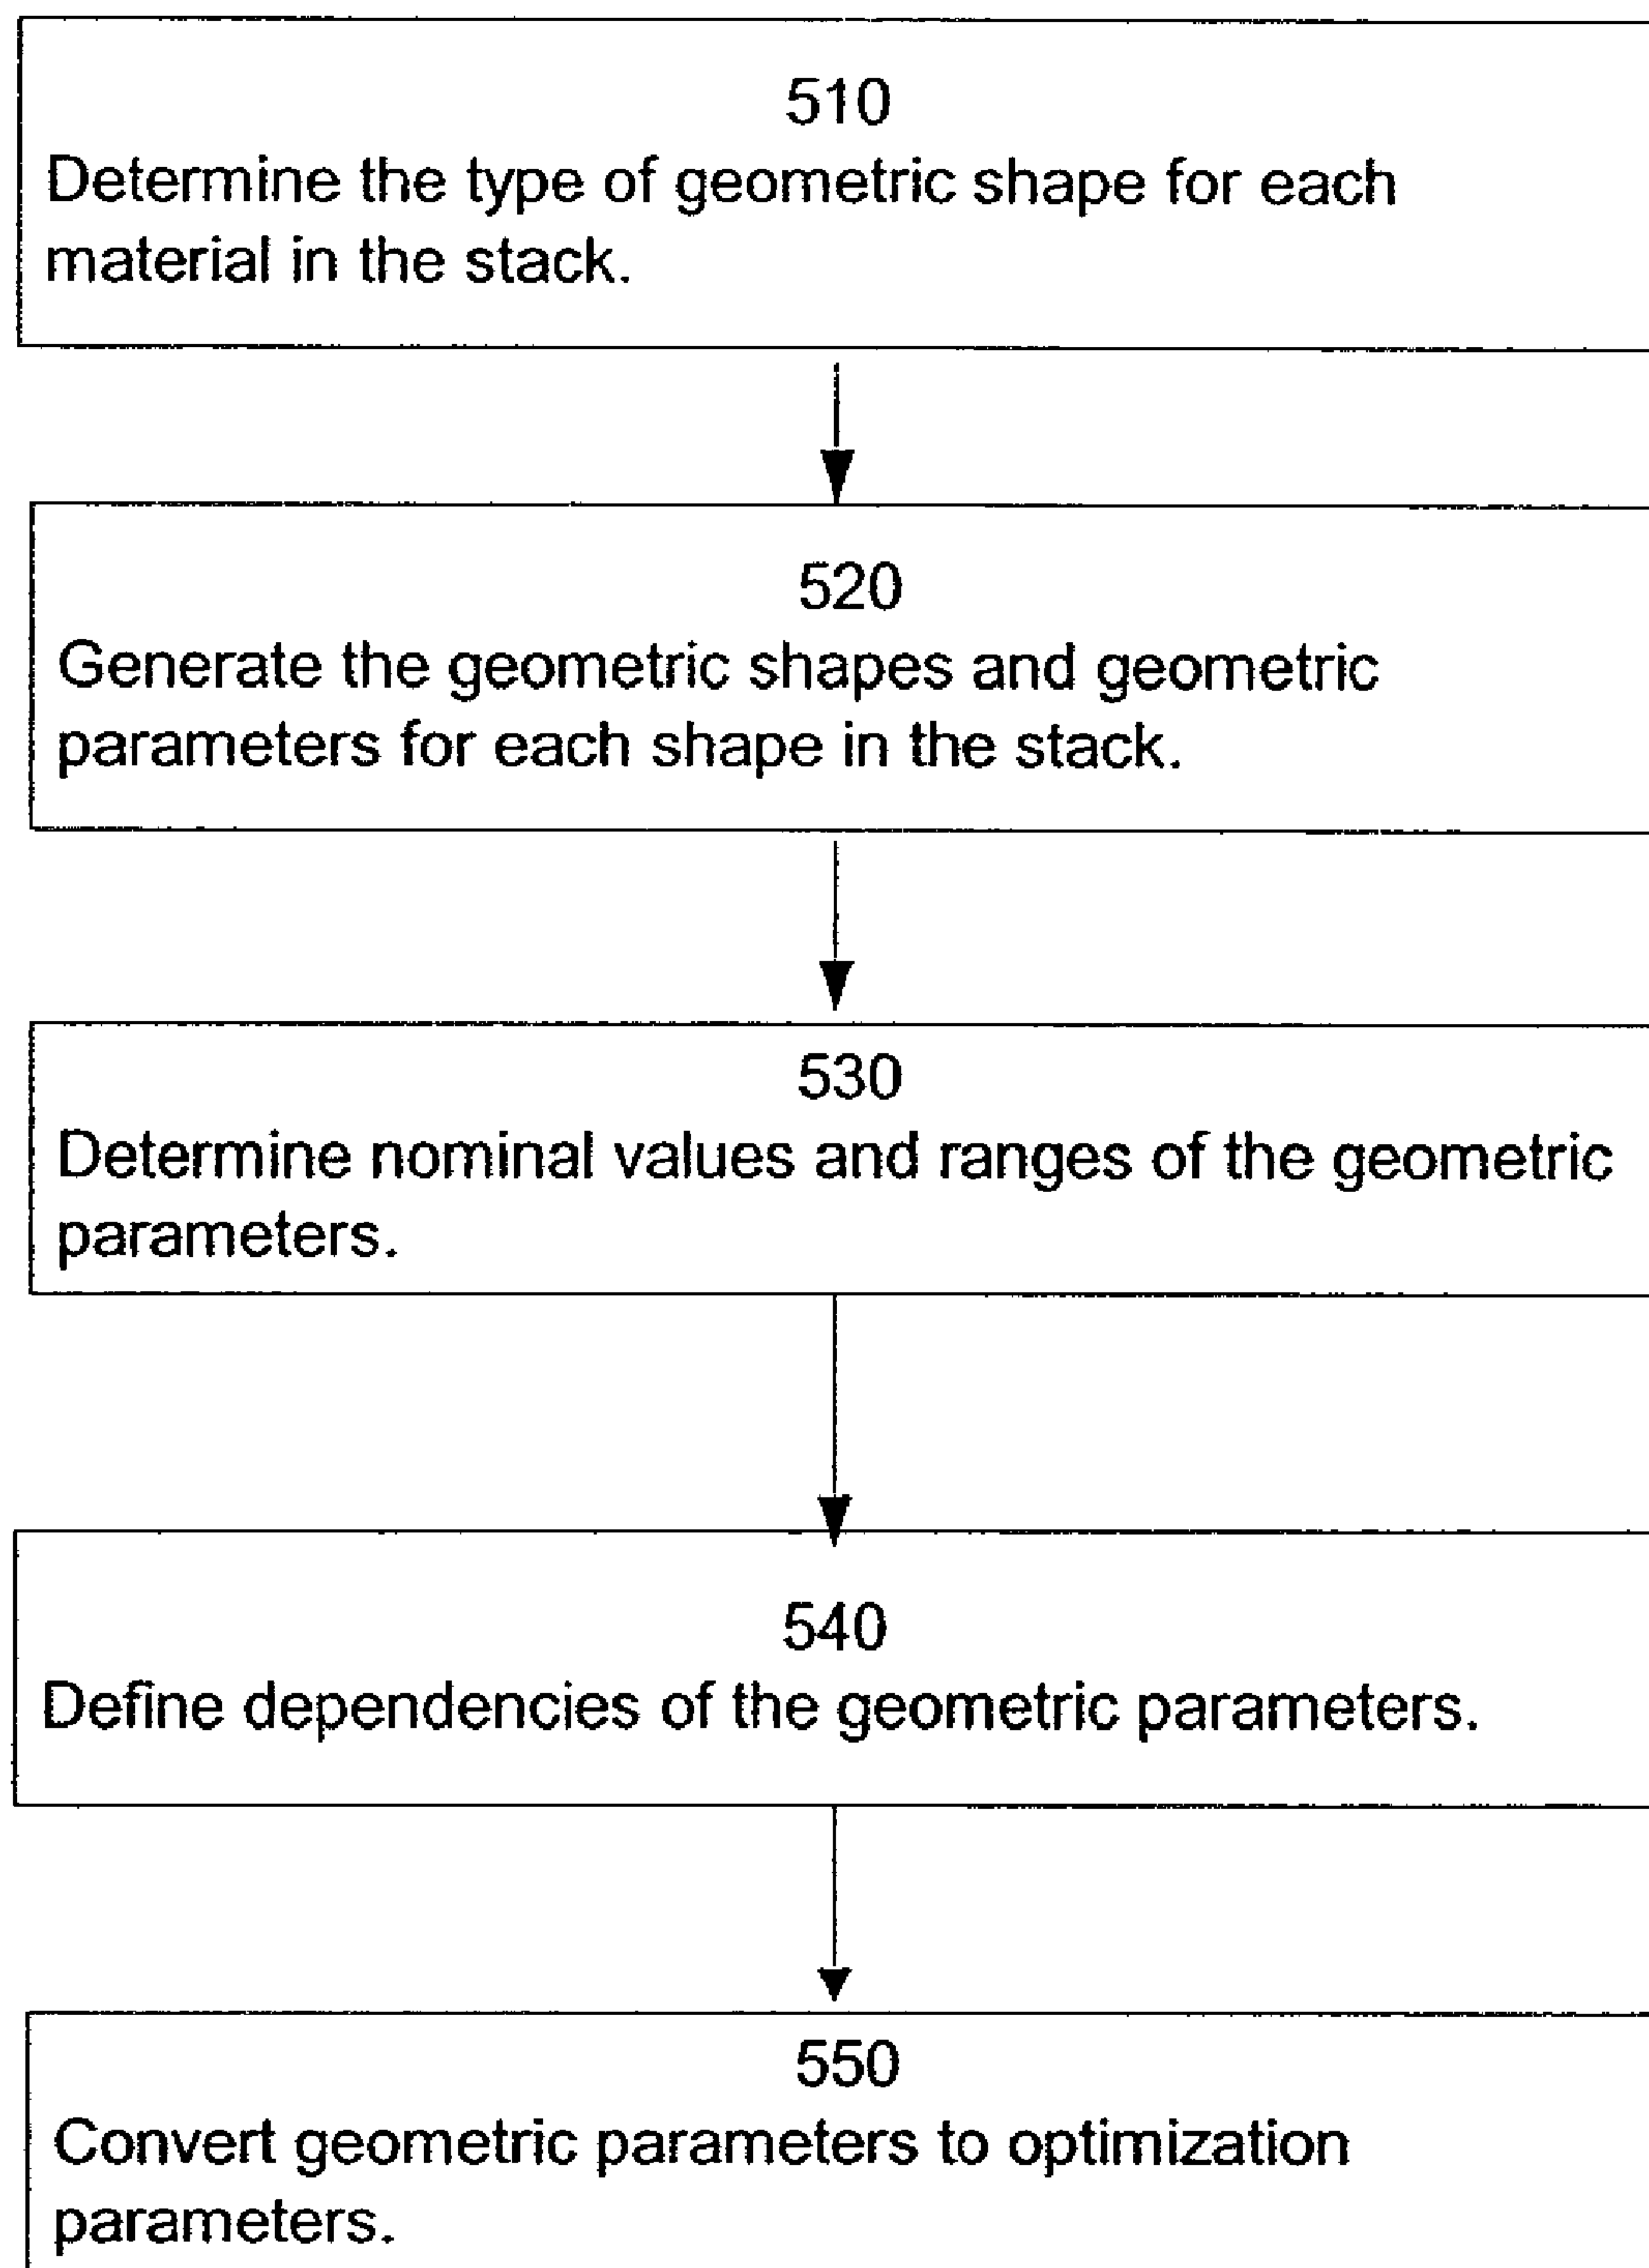 510
Determine the type of geometric shape for each
material in the stack.
520
Generate the geometric shapes and geometric
parameters for each shape in the stack.
530
Determine nominal values and ranges of the geometric
parameters.
540
Define dependencies of the geometric parameters.
550
Convert geometric parameters to optimization
parameters.